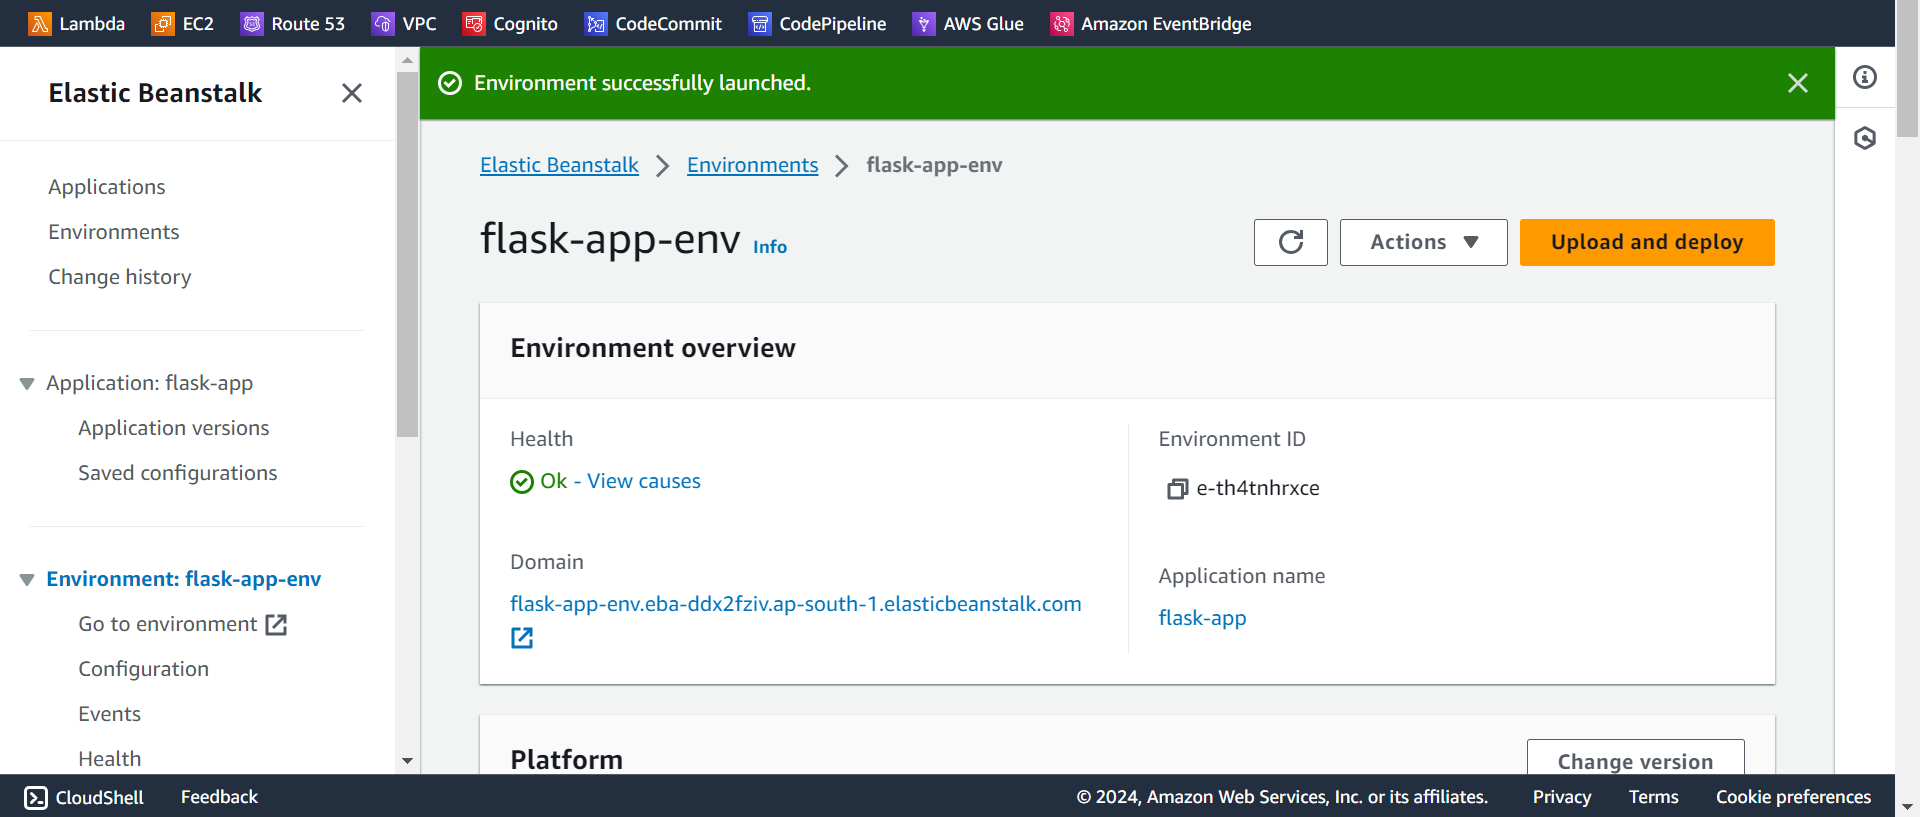 Lambda EC2 Route 53 VPC Cognito CodeCommit CodePipeline AWS Glue Amazon EventBridge
Elastic Beanstalk
Applications
Environments
Change history
Application: flask-app
Application versions
Saved configurations
Environment: flask-app-env
Go to environment
Configuration
Events
Health
Environment successfully launched.
Elastic Beanstalk Environments flask-app-env
flask-app-env Info
Actions Upload and deploy
Environment overview
Health
Ok - View causes
Domain
flask-app-env.eba-ddx2fziv.ap-south-1.elasticbeanstalk.com
Environment ID
e-th4tnhrxce
Application name
flask-app
Platform
Change version
CloudShell Feedback © 2024, Amazon Web Services, Inc. or its affiliates. Privacy Terms Cookie preferences